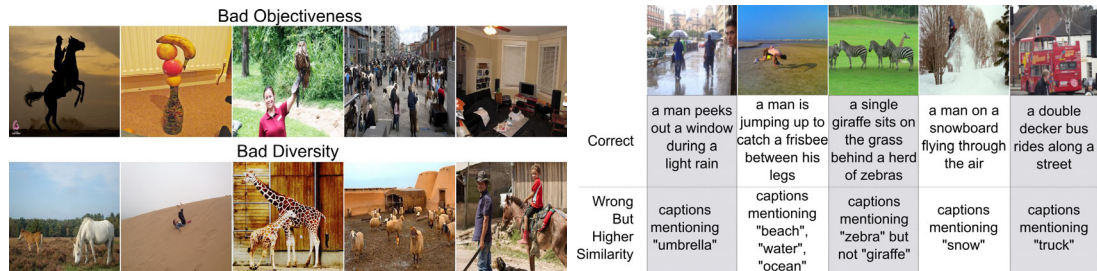 Bad Objectiveness
Bad Diversity
Correct
a man peeks
out a window
during a
light rain
a man is
jumping up to
catch a frisbee
between his
legs
a single
giraffe sits on
the grass
behind a herd
of zebras
a man on a
snowboard
flying through
the air
a double
decker bus
rides along a
street
Wrong
But
Higher
Similarity
captions
mentioning
"umbrella"
captions
mentioning
"beach",
"water",
"ocean"
captions
mentioning
"zebra" but
not "giraffe"
captions
mentioning
"snow"
captions
mentioning
"truck"